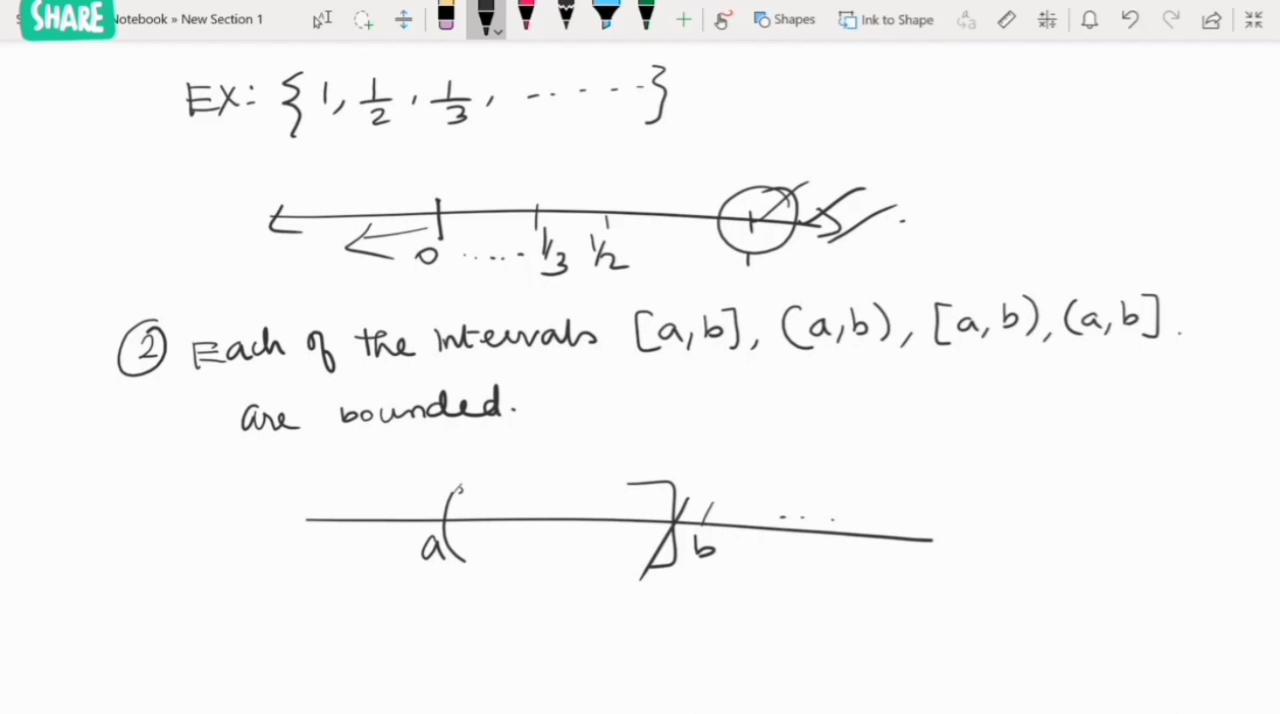 SHARE
Notebook » New Section 1
Shapes
Ink to Shape
EX: { 1, 1/2, 1/3, ....... }
0 ..... 1/3 1/2 1
② Each of the intervals [a,b], (a,b), [a,b), (a,b].
are bounded.
a b ...